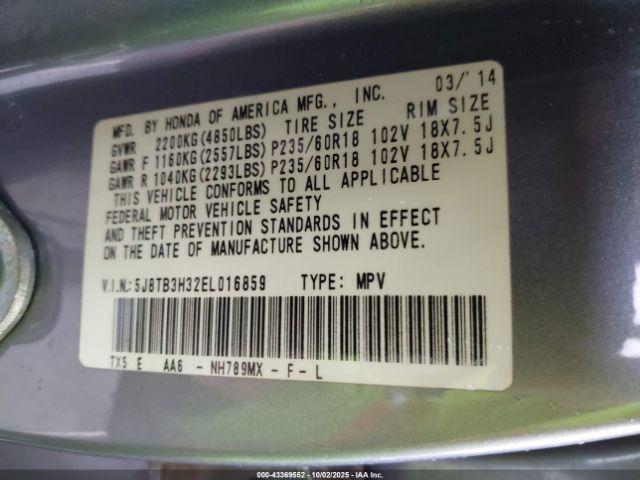 MFD. BY HONDA OF AMERICA MFG., INC. 03/'14
GVWR 2200KG(4850LBS) TIRE SIZE RIM SIZE
GAWR F 1160KG(2557LBS) P235/60R18 102V 18X7.5J
GAWR R 1040KG(2293LBS) P235/60R18 102V 18X7.5J
THIS VEHICLE CONFORMS TO ALL APPLICABLE
FEDERAL MOTOR VEHICLE SAFETY
AND THEFT PREVENTION STANDARDS IN EFFECT
ON THE DATE OF MANUFACTURE SHOWN ABOVE.
V.I.N.: 5J8TB3H32EL016859 TYPE: MPV
TX5 E AA6 - NH789MX - F - L
000-43369552 | 10/02/2025 | IAA Inc.